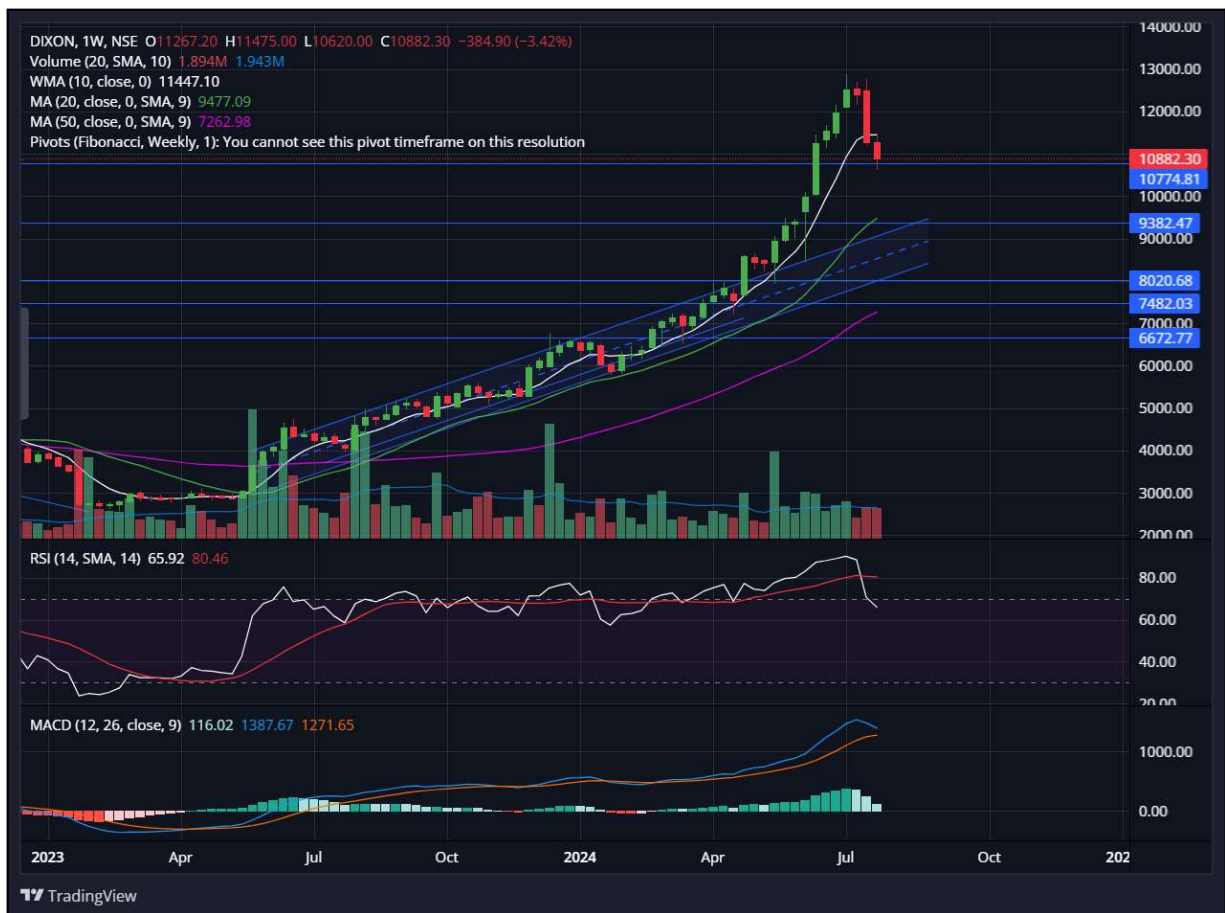 DIXON, 1W, NSE O11267.20 H11475.00 L10620.00 C10882.30 −384.90 (−3.42%)
Volume (20, SMA, 10) 1.894M 1.943M
WMA (10, close, 0) 11447.10
MA (20, close, 0, SMA, 9) 9477.09
MA (50, close, 0, SMA, 9) 7262.98
Pivots (Fibonacci, Weekly, 1): You cannot see this pivot timeframe on this resolution
14000.00
13000.00
12000.00
10882.30
10774.81
10000.00
9382.47
9000.00
8020.68
7482.03
7000.00
6672.77
6000.00
5000.00
4000.00
3000.00
2000.00
RSI (14, SMA, 14) 65.92 80.46
80.00
60.00
40.00
20.00
MACD (12, 26, close, 9) 116.02 1387.67 1271.65
1000.00
0.00
2023 Apr Jul Oct 2024 Apr Jul Oct 202
TradingView